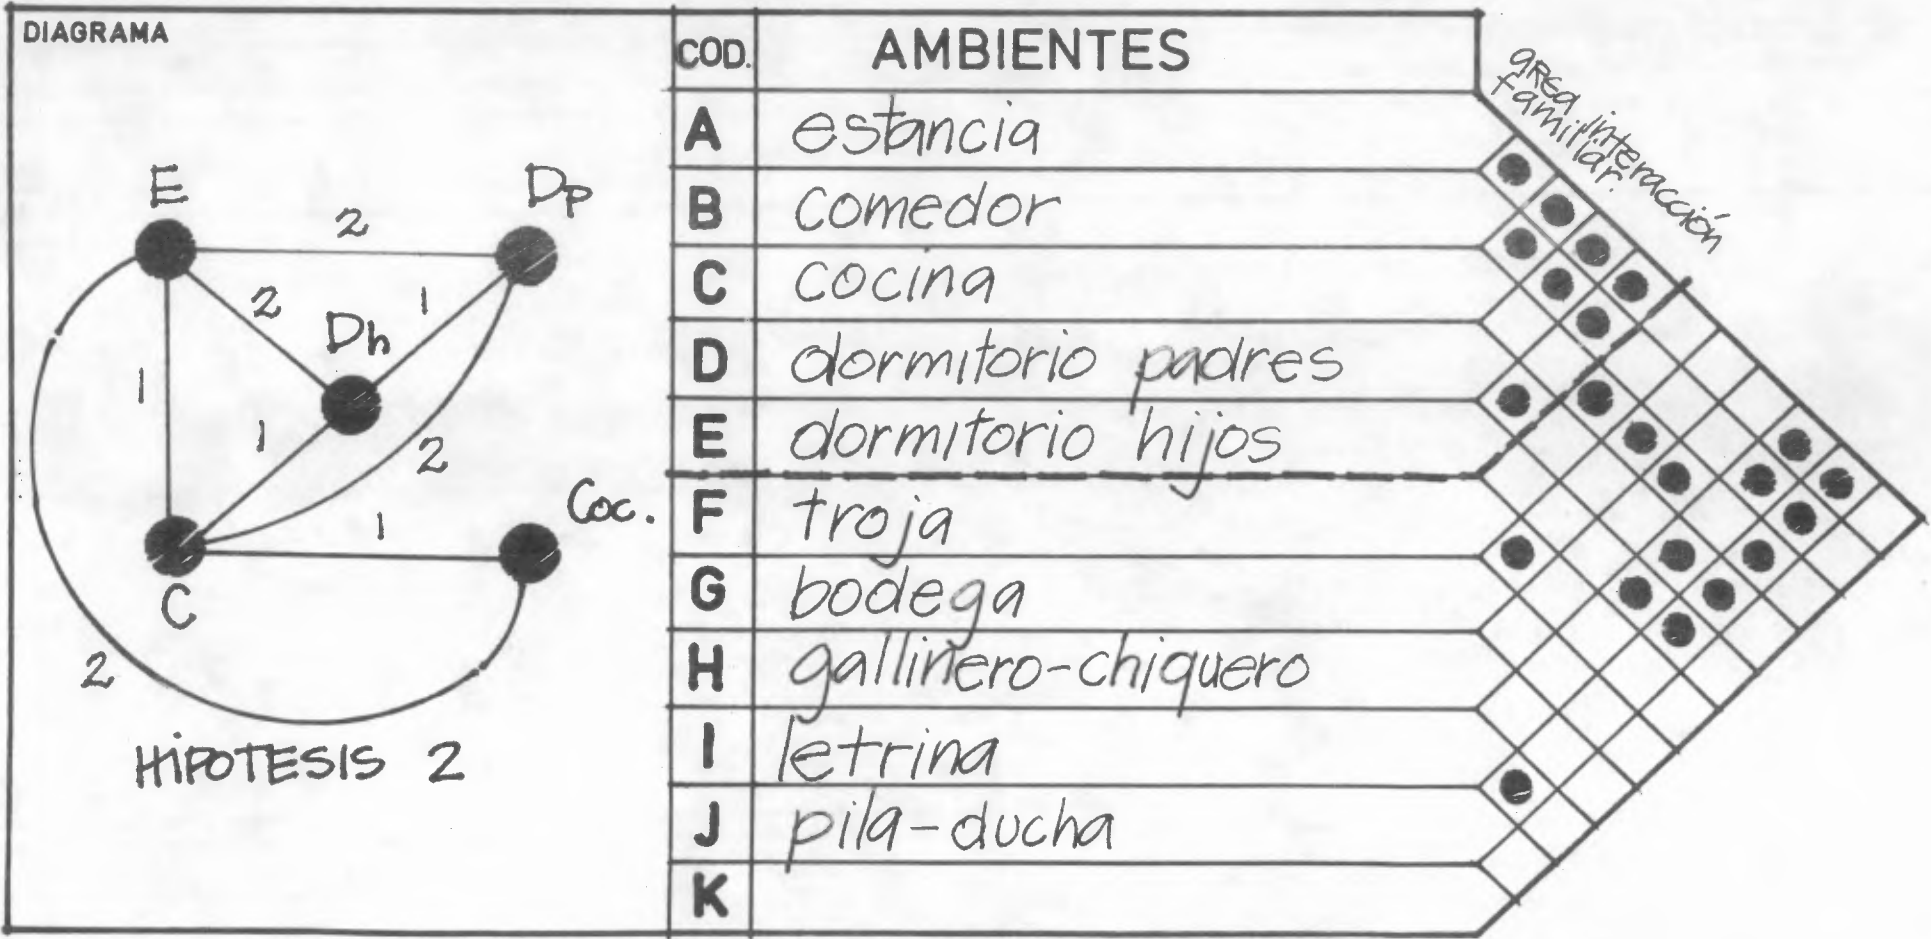 DIAGRAMA
E
Dp
2
2
1
Dh
1
1
2
Coc.
1
C
2
HIPOTESIS 2
COD. AMBIENTES
A estancia
B comedor
C cocina
D dormitorio padres
E dormitorio hijos
F troja
G bodega
H gallinero-chiquero
I letrina
J pila-ducha
K
area interacción
familiar.